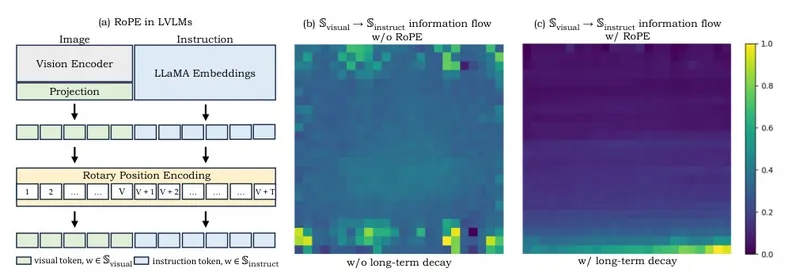 (a) RoPE in LVLMs
Image Instruction
Vision Encoder
LLaMA Embeddings
Projection
Rotary Position Encoding
1 2 ... ... V V + 1 V + 2 ... ... ... V + T
visual token, w ∈ 𝕊visual instruction token, w ∈ 𝕊instruct
(b) 𝕊visual → 𝕊instruct information flow
w/o RoPE
w/o long-term decay
(c) 𝕊visual → 𝕊instruct information flow
w/ RoPE
w/ long-term decay
1.0
0.8
0.6
0.4
0.2
0.0